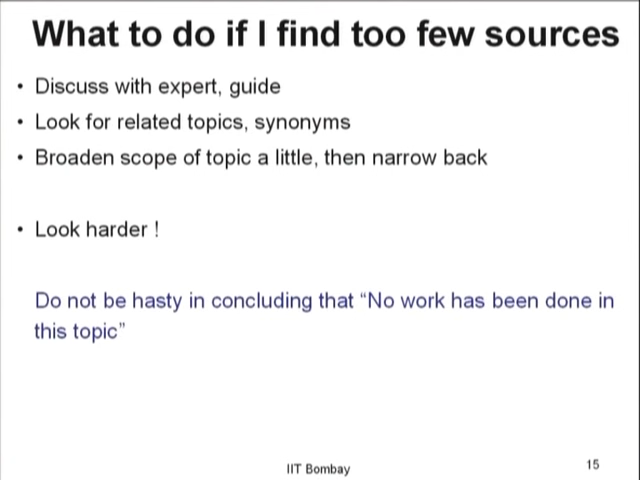 What to do if I find too few sources
• Discuss with expert, guide
• Look for related topics, synonyms
• Broaden scope of topic a little, then narrow back
• Look harder !
Do not be hasty in concluding that “No work has been done in
this topic”
IIT Bombay
15